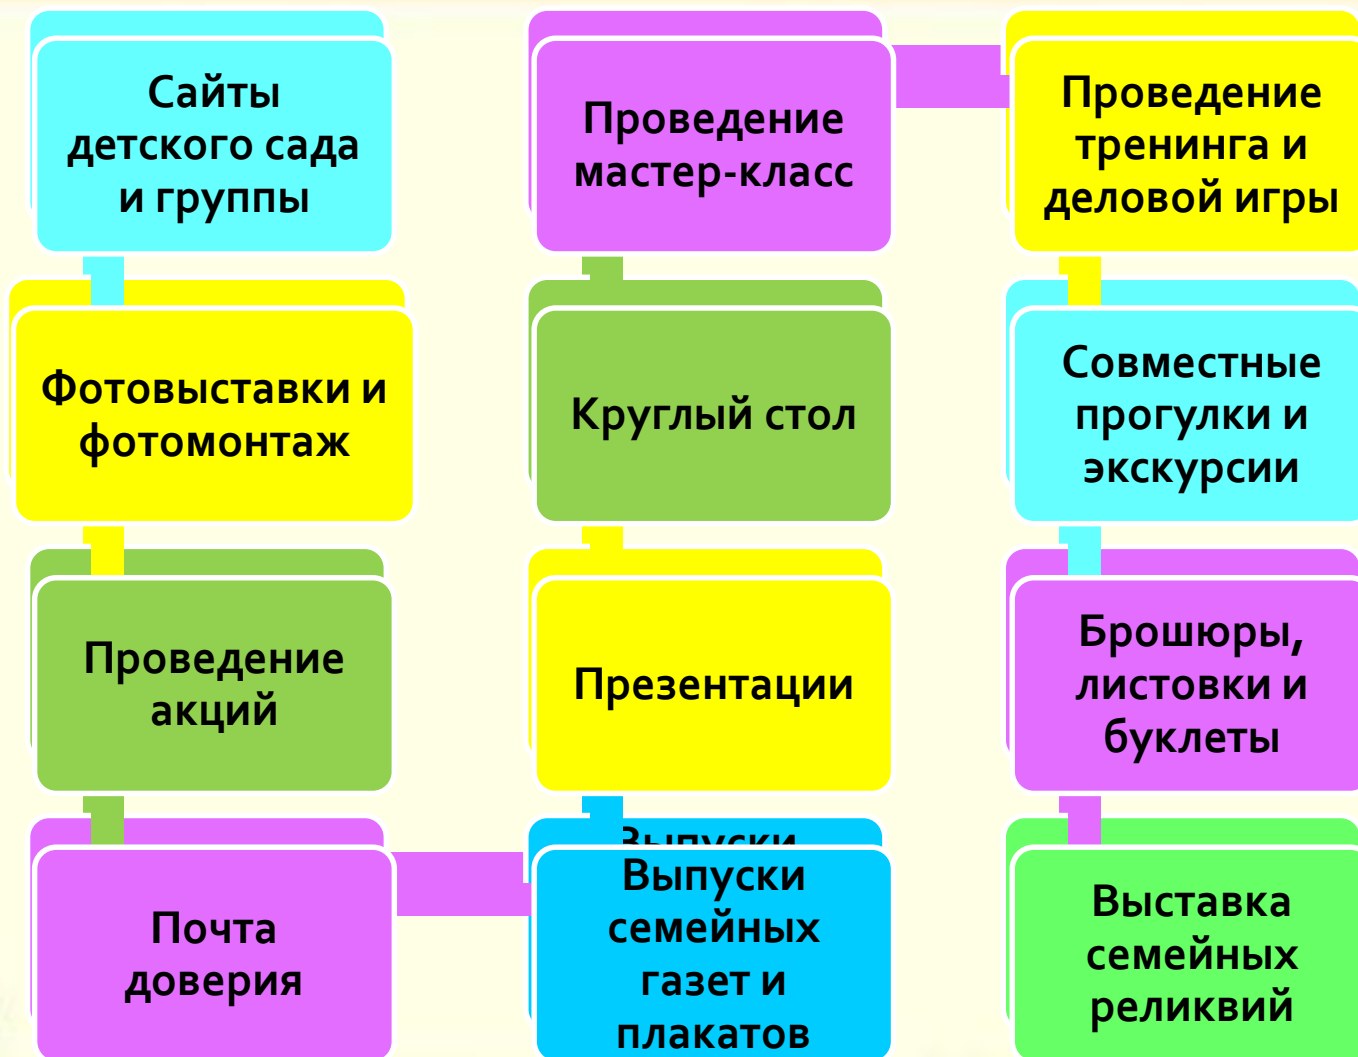 Сайты
детского сада
и группы
Фотовыставки и
фотомонтаж
Проведение
акций
Почта
доверия
Выпуски
Выпуски
семейных
газет и
плакатов
Презентации
Круглый стол
Проведение
мастер-класс
Проведение
тренинга и
деловой игры
Совместные
прогулки и
экскурсии
Брошюры,
листовки и
буклеты
Выставка
семейных
реликвий